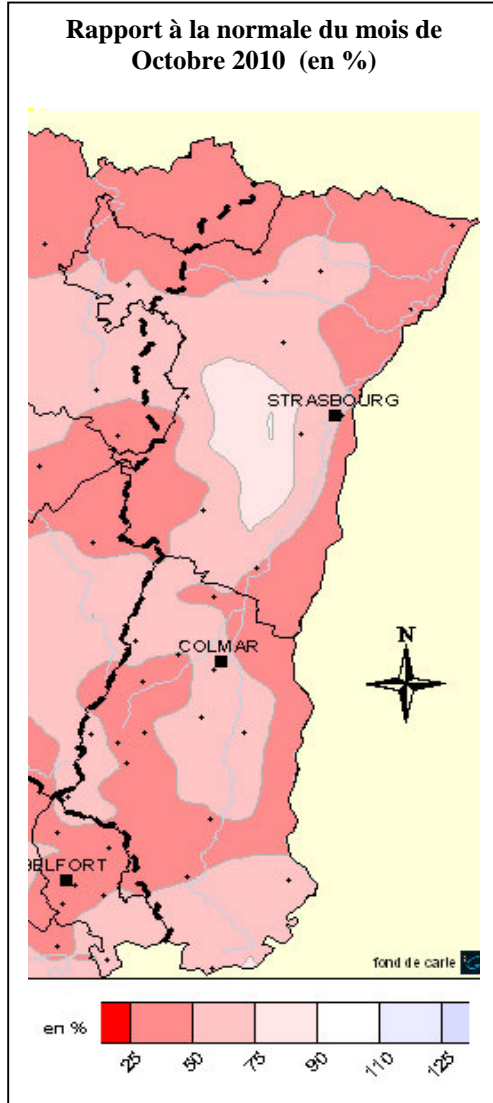 Rapport à la normale du mois de
Octobre 2010 (en %)
STRASBOURG
N
COLMAR
BELFORT
fond de carte
en %
25
50
75
90
110
125